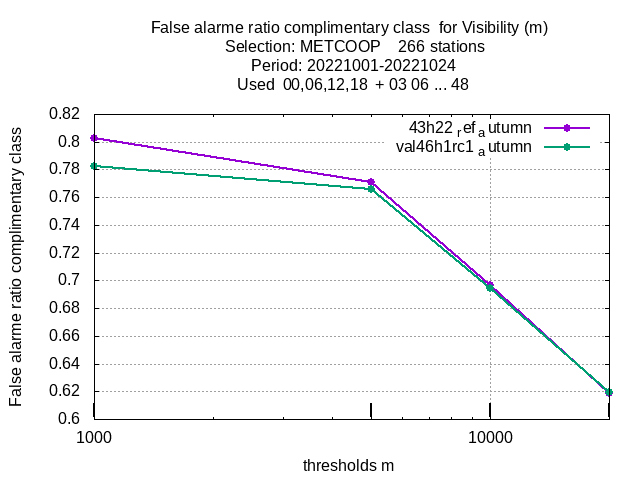 False alarme ratio complimentary class for Visibility (m)
Selection: METCOOP 266 stations
Period: 20221001-20221024
Used 00,06,12,18 + 03 06 ... 48
False alarme ratio complimentary class
0.82
0.8
0.78
0.76
0.74
0.72
0.7
0.68
0.66
0.64
0.62
0.6
43h22 refautumn
val46h1rc1 autumn
1000
10000
thresholds m